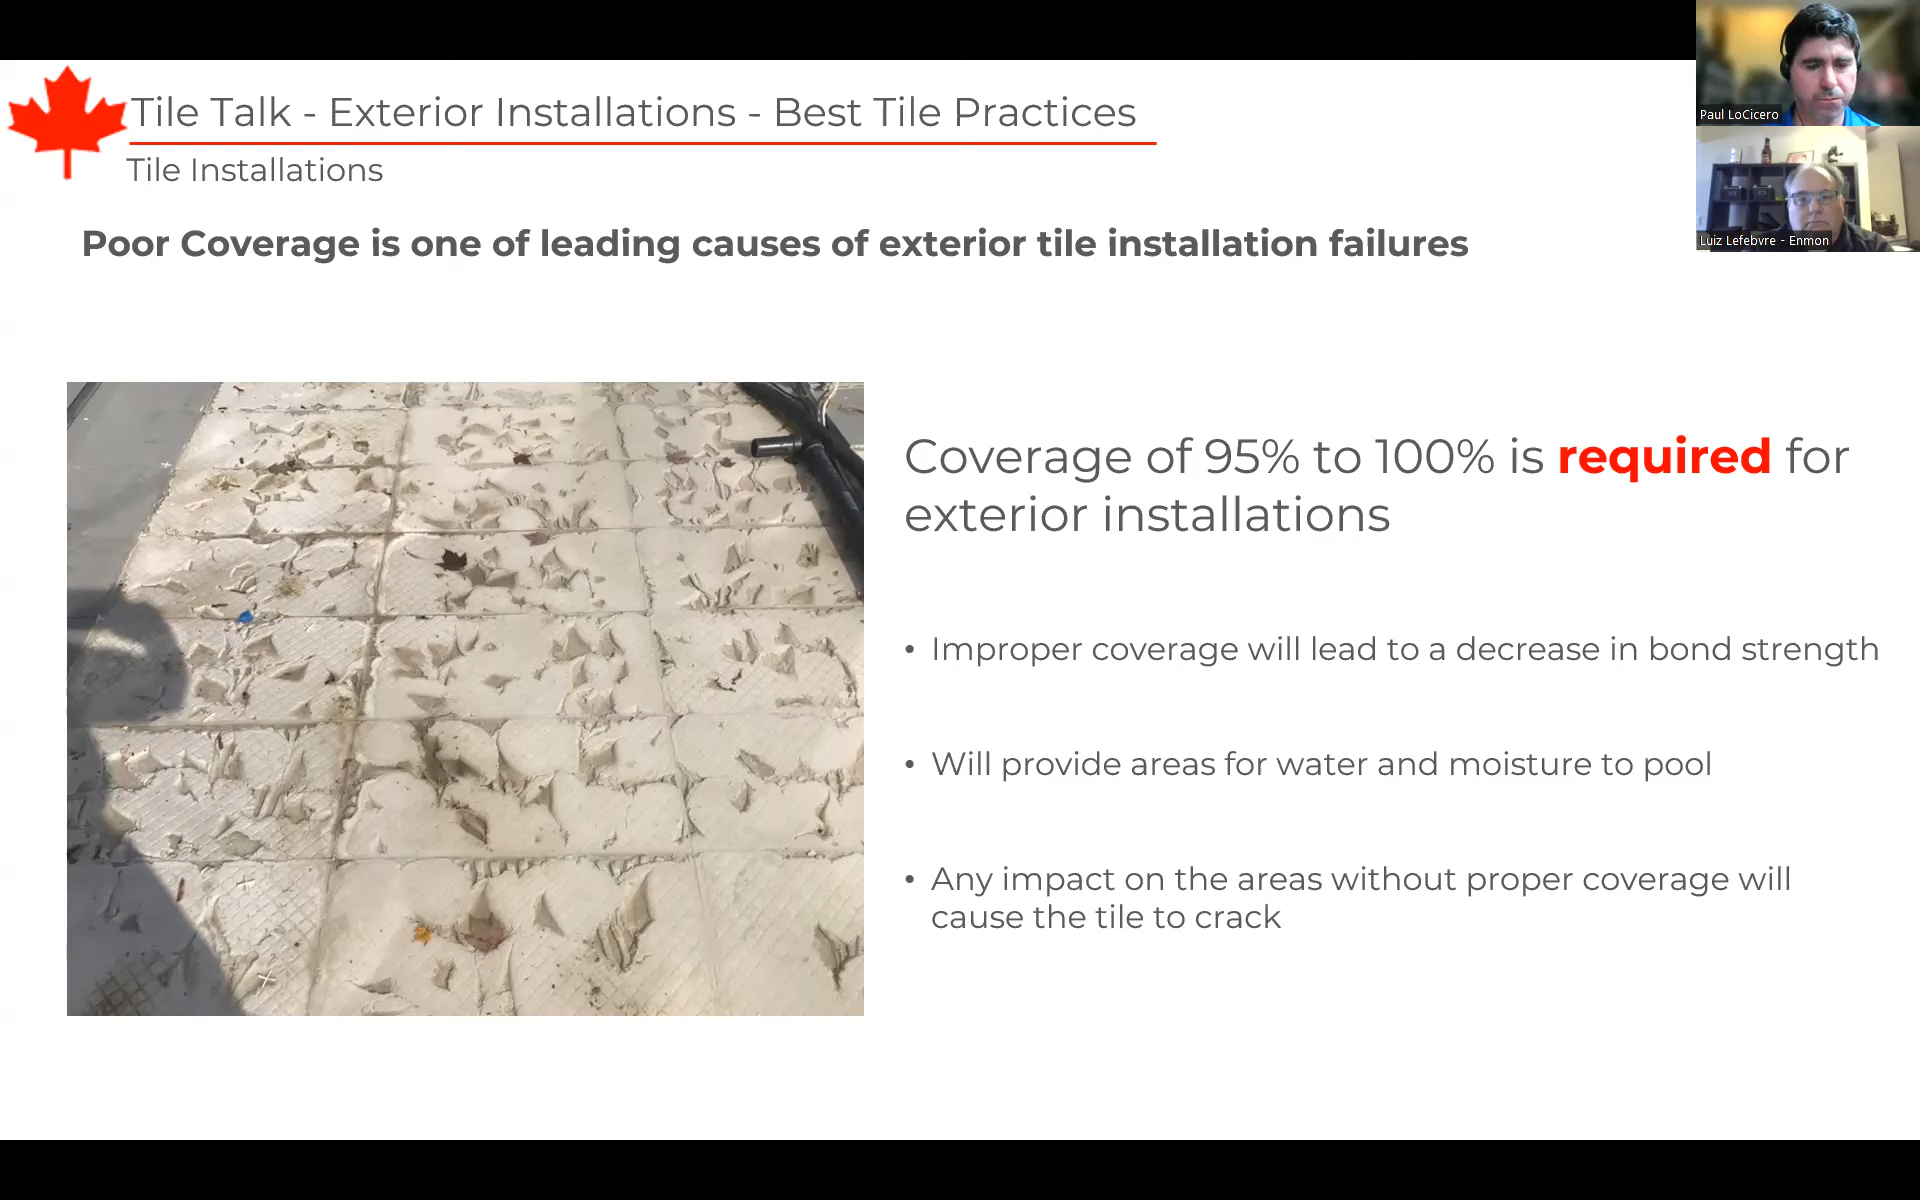 Tile Talk - Exterior Installations - Best Tile Practices
Tile Installations
Poor Coverage is one of leading causes of exterior tile installation failures
Paul LoCicero
Luiz Lefebvre - Enmon
Coverage of 95% to 100% is required for
exterior installations
• Improper coverage will lead to a decrease in bond strength
• Will provide areas for water and moisture to pool
• Any impact on the areas without proper coverage will
cause the tile to crack